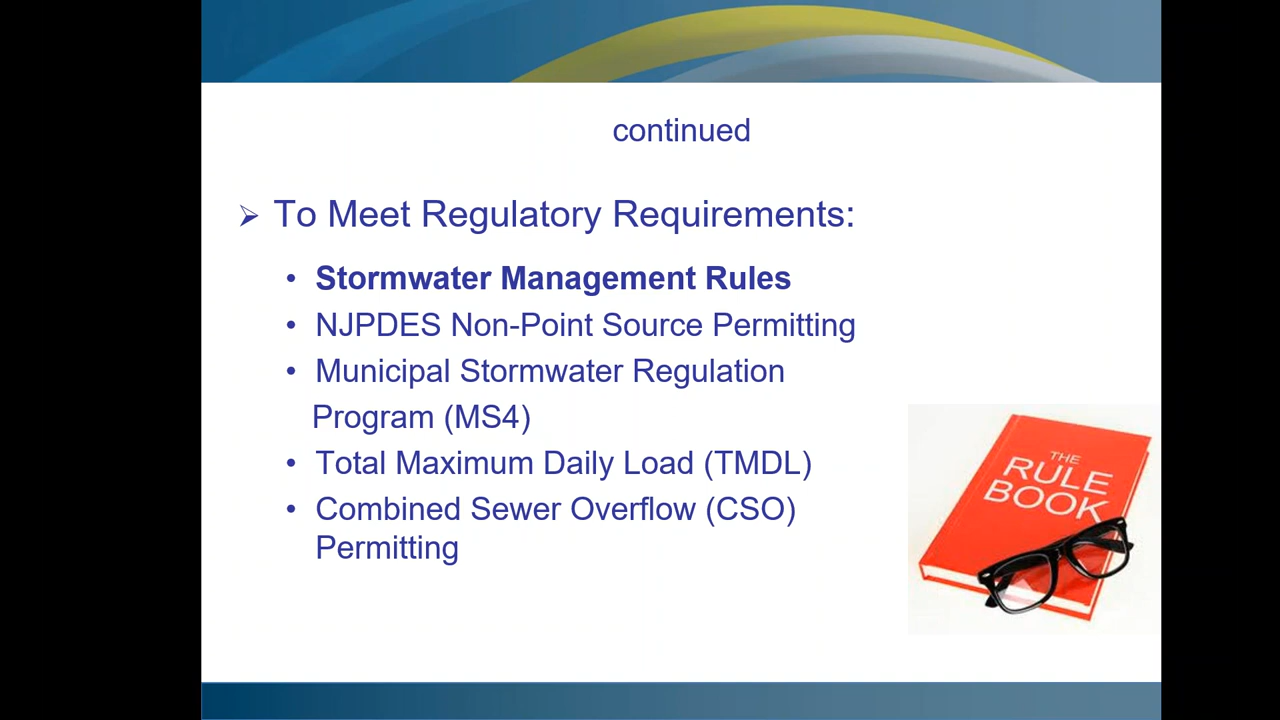 continued
To Meet Regulatory Requirements:
• Stormwater Management Rules
• NJPDES Non-Point Source Permitting
• Municipal Stormwater Regulation
Program (MS4)
• Total Maximum Daily Load (TMDL)
• Combined Sewer Overflow (CSO)
Permitting
THE
RULE
BOOK